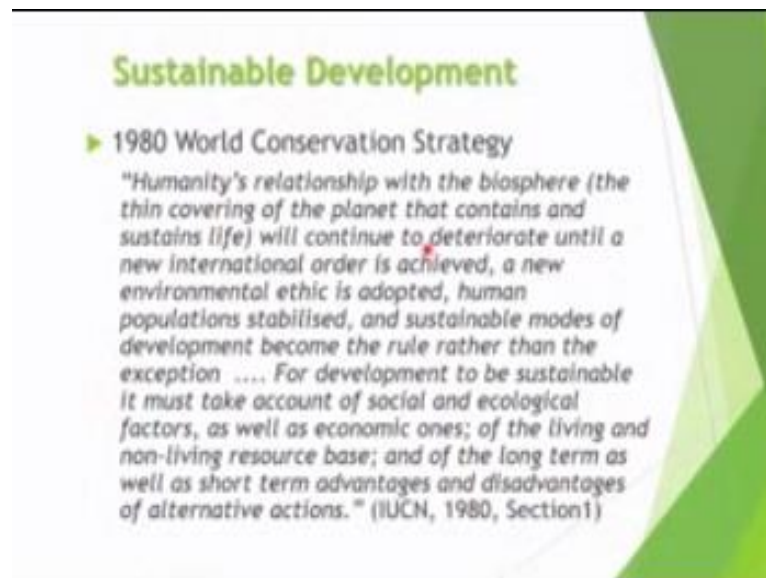 Sustainable Development
1980 World Conservation Strategy
"Humanity's relationship with the biosphere (the
thin covering of the planet that contains and
sustains life) will continue to deteriorate until a
new international order is achieved, a new
environmental ethic is adopted, human
populations stabilised, and sustainable modes of
development become the rule rather than the
exception .... For development to be sustainable
it must take account of social and ecological
factors, as well as economic ones; of the living and
non-living resource base; and of the long term as
well as short term advantages and disadvantages
of alternative actions." (IUCN, 1980, Section1)